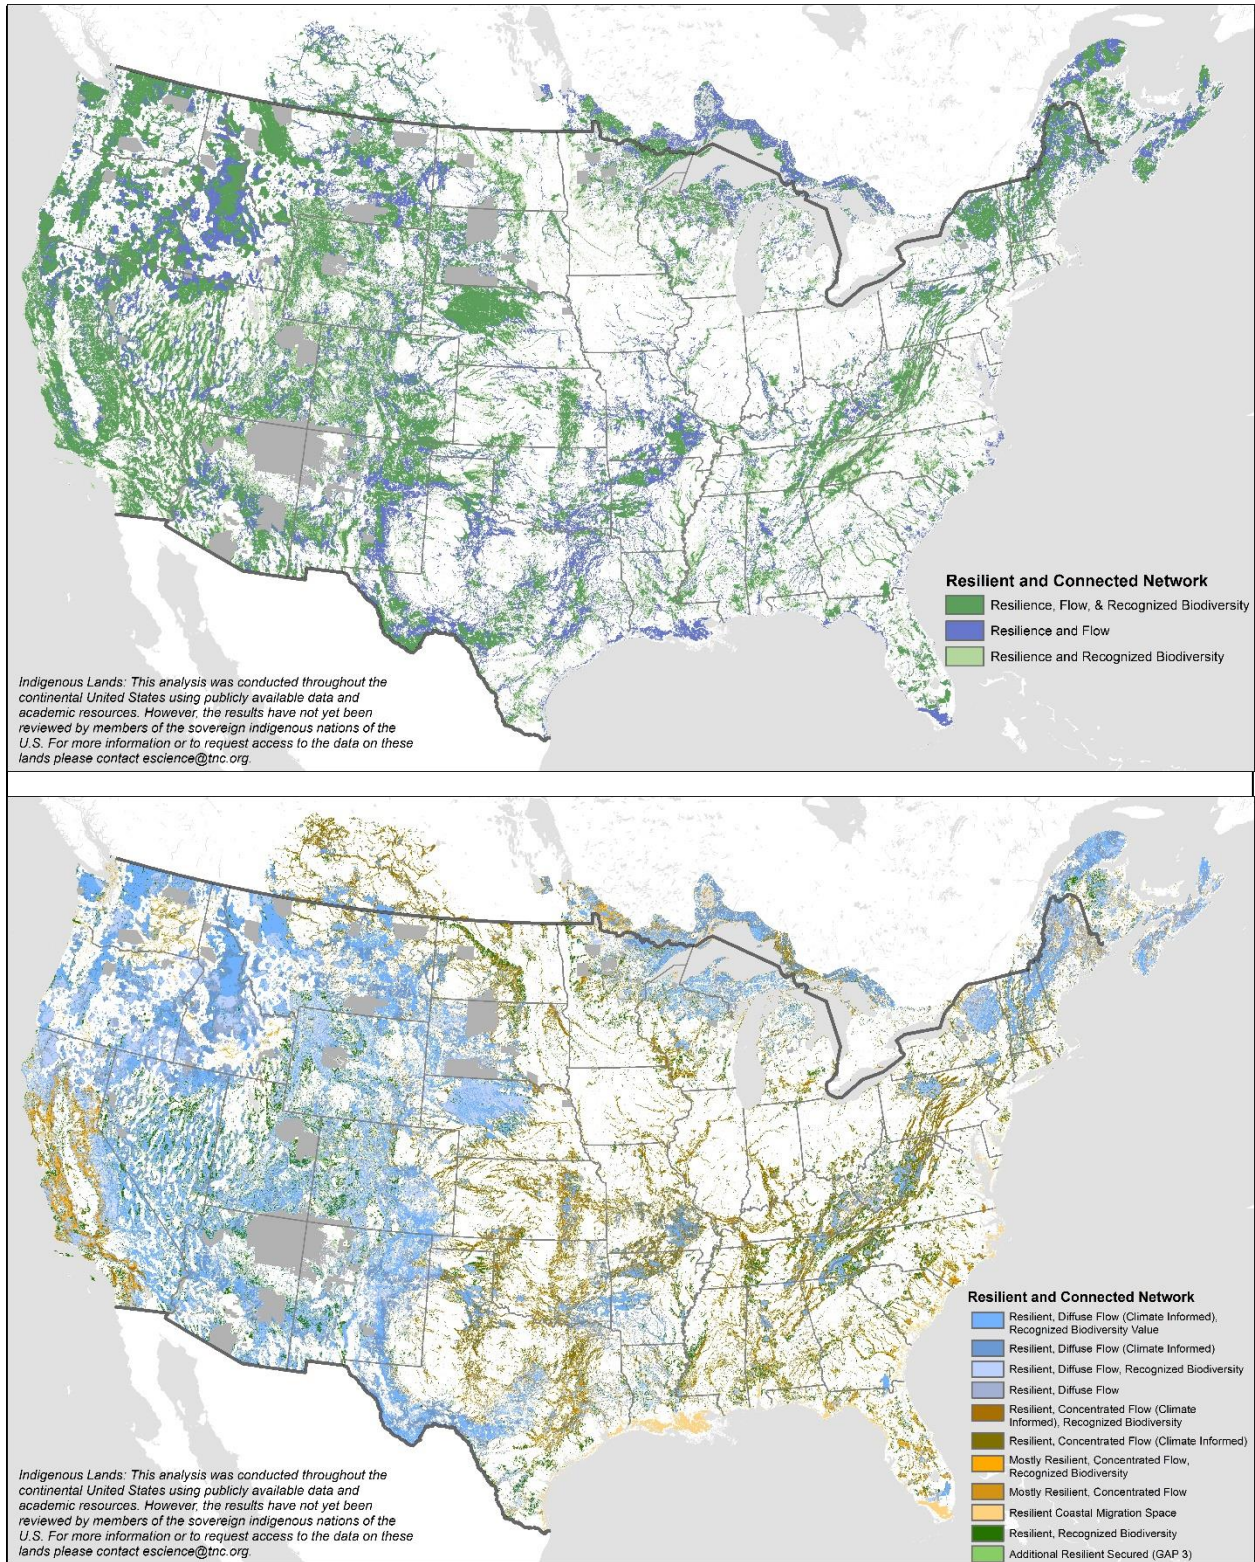 Resilient and Connected Network
Resilience, Flow, & Recognized Biodiversity
Resilience and Flow
Resilience and Recognized Biodiversity
Indigenous Lands: This analysis was conducted throughout the
continental United States using publicly available data and
academic resources. However, the results have not yet been
reviewed by members of the sovereign indigenous nations of the
U.S. For more information or to request access to the data on these
lands please contact escience@tnc.org.
Resilient and Connected Network
Resilient, Diffuse Flow (Climate Informed),
Recognized Biodiversity Value
Resilient, Diffuse Flow (Climate Informed)
Resilient, Diffuse Flow, Recognized Biodiversity
Resilient, Diffuse Flow
Resilient, Concentrated Flow (Climate
Informed), Recognized Biodiversity
Resilient, Concentrated Flow (Climate Informed)
Mostly Resilient, Concentrated Flow,
Recognized Biodiversity
Mostly Resilient, Concentrated Flow
Resilient Coastal Migration Space
Resilient, Recognized Biodiversity
Additional Resilient Secured (GAP 3)
Indigenous Lands: This analysis was conducted throughout the
continental United States using publicly available data and
academic resources. However, the results have not yet been
reviewed by members of the sovereign indigenous nations of the
U.S. For more information or to request access to the data on these
lands please contact escience@tnc.org.